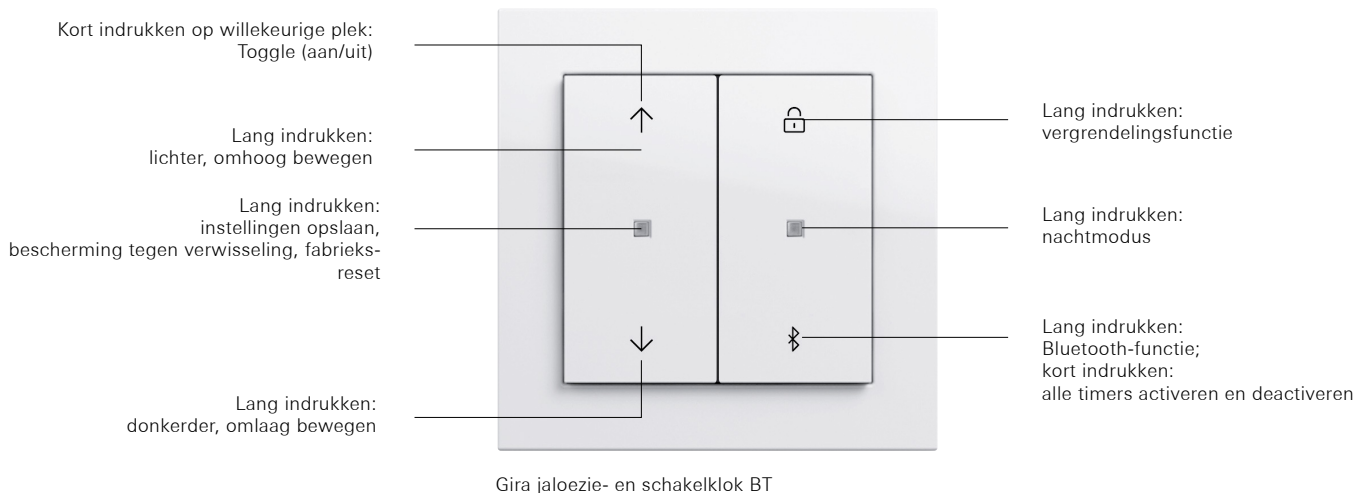 Kort indrukken op willekeurige plek:
Toggle (aan/uit)
Lang indrukken:
lichter, omhoog bewegen
Lang indrukken:
instellingen opslaan,
bescherming tegen verwisseling, fabrieks-
reset
Lang indrukken:
donkerder, omlaag bewegen
Lang indrukken:
vergrendelingsfunctie
Lang indrukken:
nachtmodus
Lang indrukken:
Bluetooth-functie;
kort indrukken:
alle timers activeren en deactiveren
Gira jaloezie- en schakelklok BT